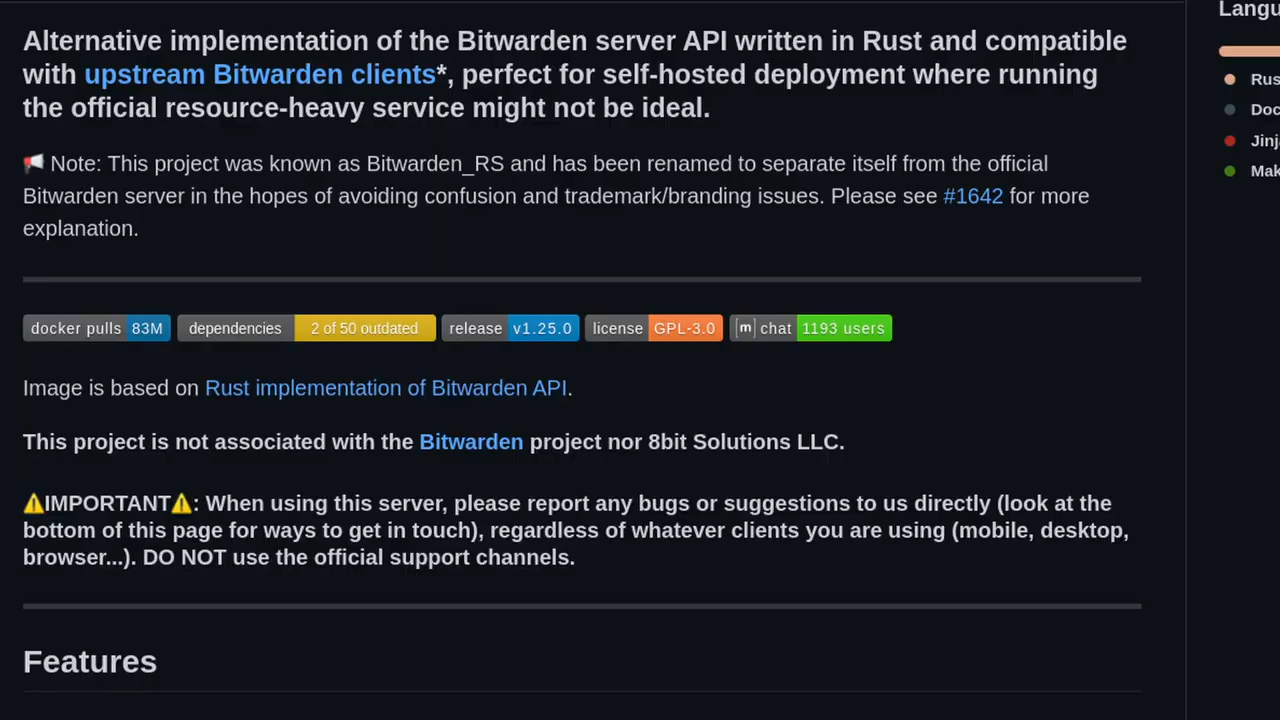 Alternative implementation of the Bitwarden server API written in Rust and compatible
with upstream Bitwarden clients*, perfect for self-hosted deployment where running
the official resource-heavy service might not be ideal.
📢 Note: This project was known as Bitwarden_RS and has been renamed to separate itself from the official
Bitwarden server in the hopes of avoiding confusion and trademark/branding issues. Please see #1642 for more
explanation.
docker pulls 83M dependencies 2 of 50 outdated release v1.25.0 license GPL-3.0 [m] chat 1193 users
Image is based on Rust implementation of Bitwarden API.
This project is not associated with the Bitwarden project nor 8bit Solutions LLC.
⚠️IMPORTANT⚠️: When using this server, please report any bugs or suggestions to us directly (look at the
bottom of this page for ways to get in touch), regardless of whatever clients you are using (mobile, desktop,
browser...). DO NOT use the official support channels.
Features
Langu
Rus
Doc
Jinj
Mak